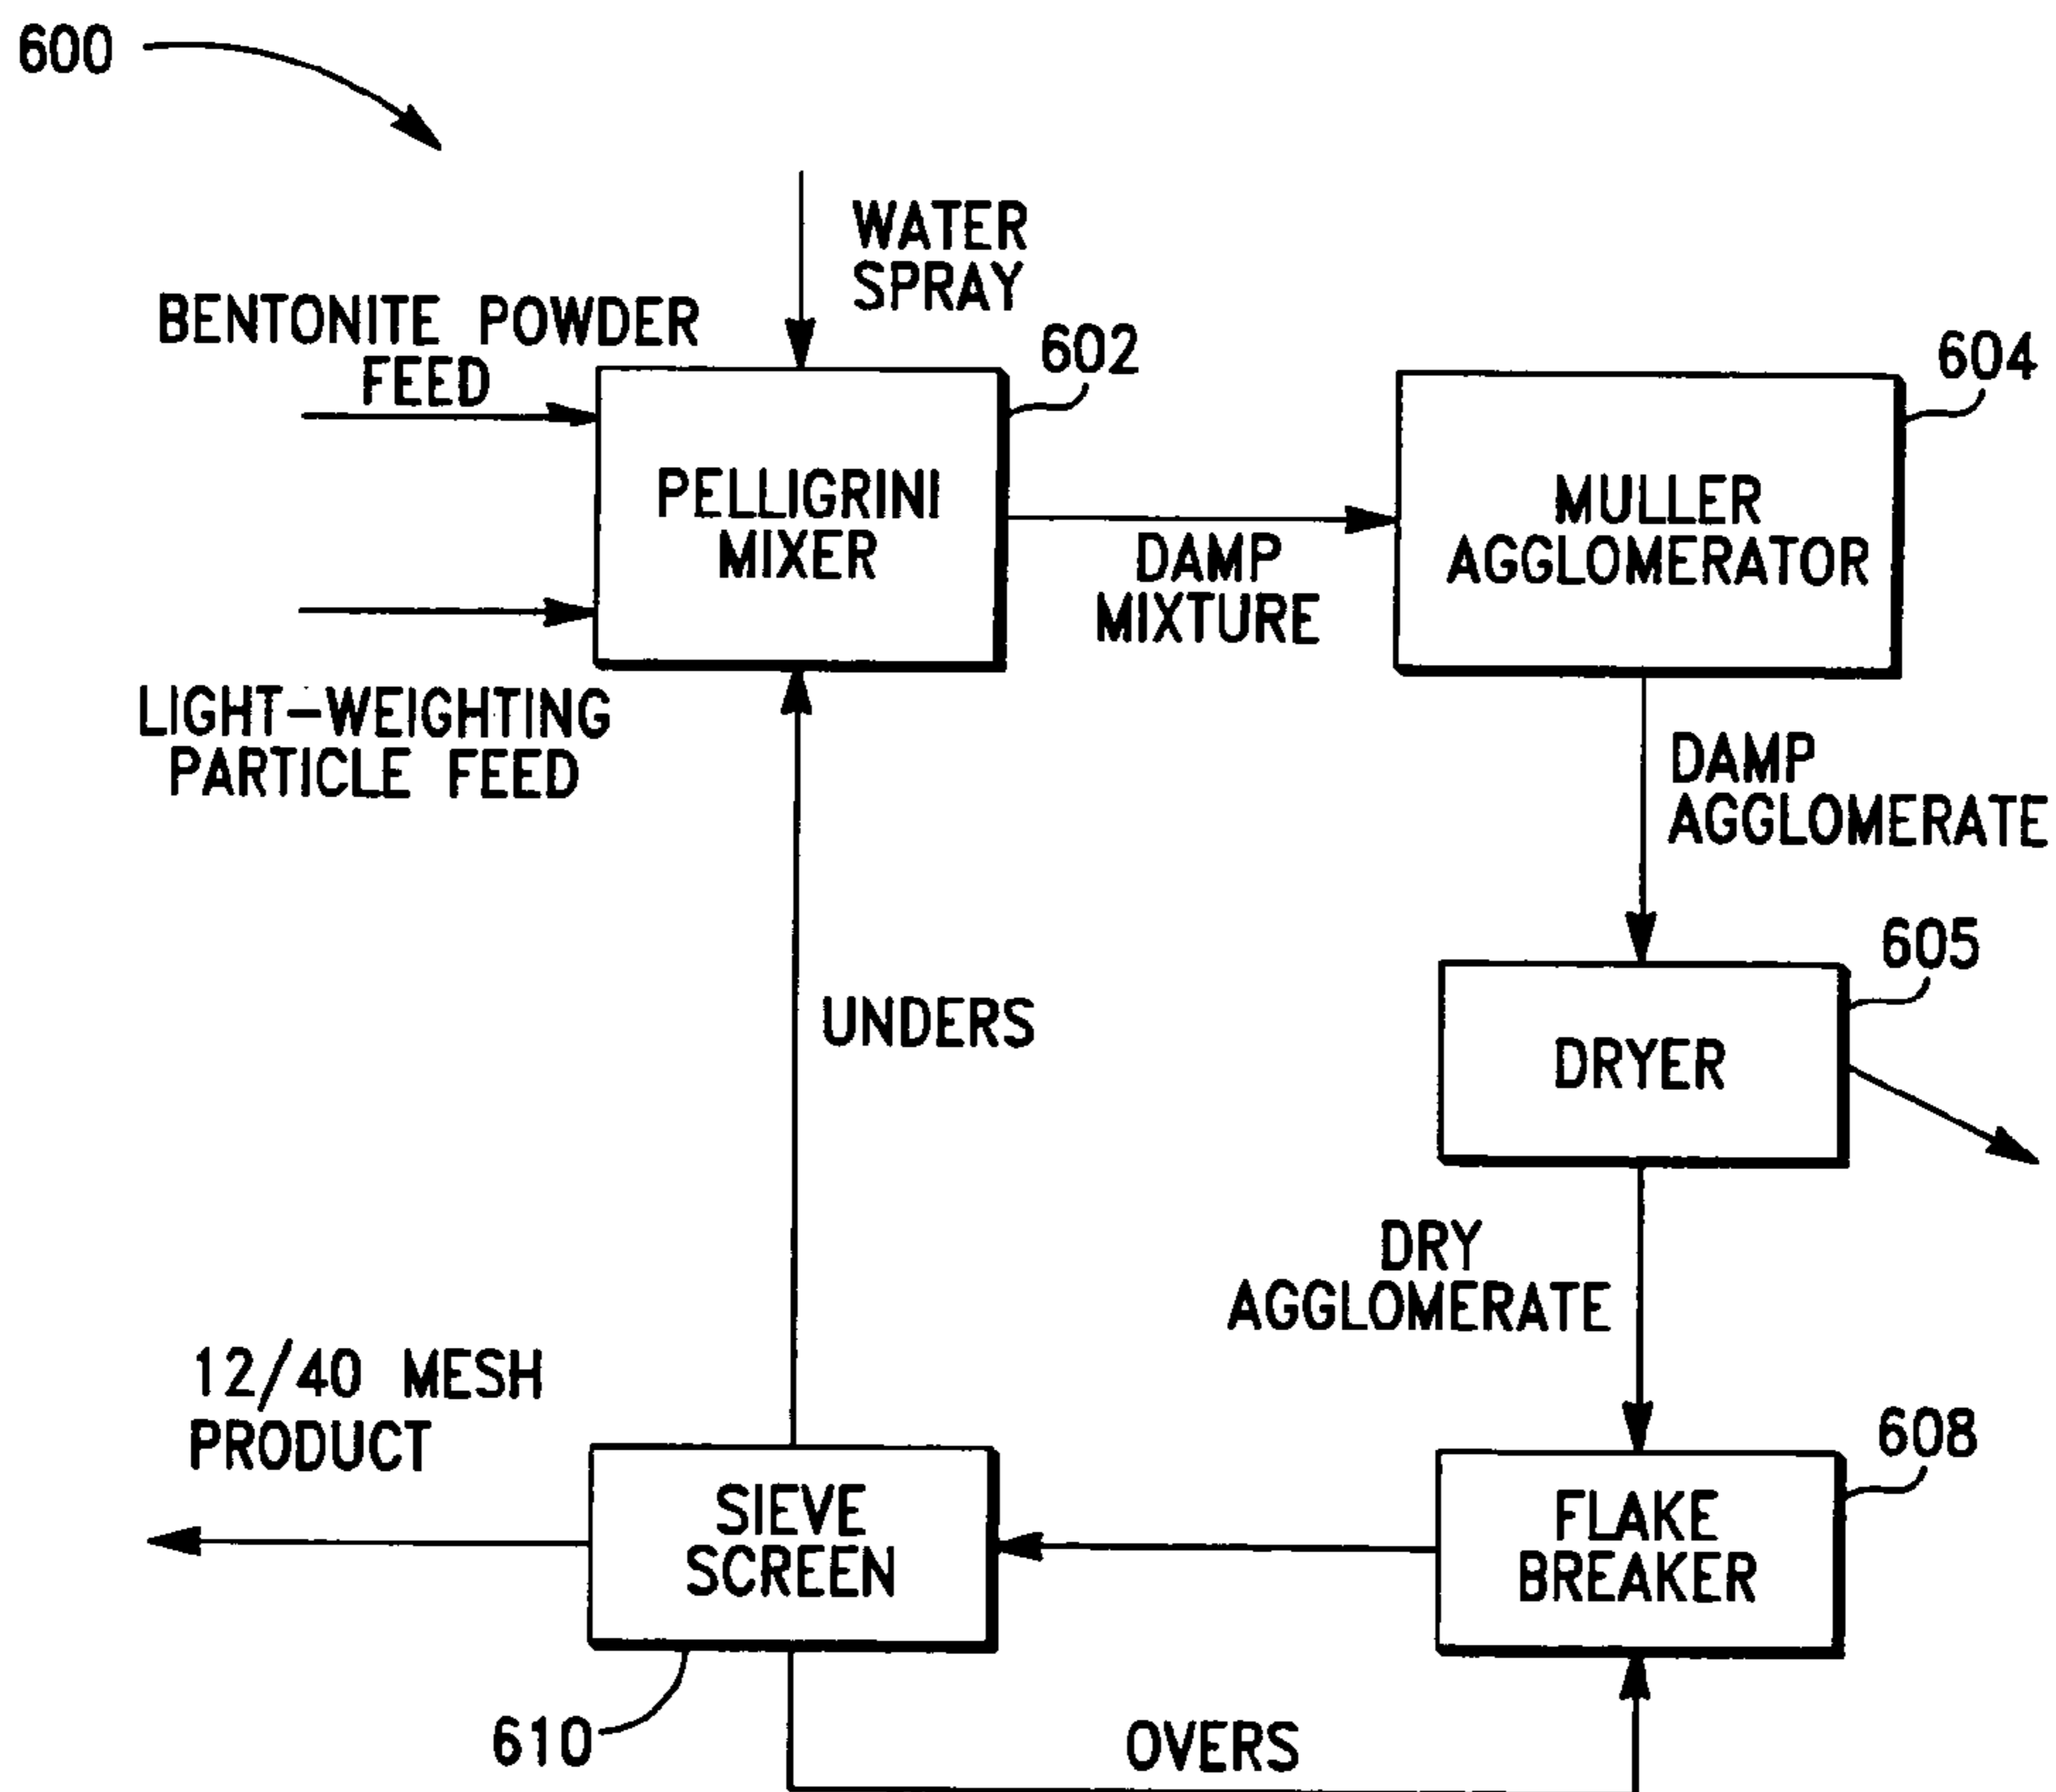 600
WATER
SPRAY
BENTONITE POWDER
FEED
602
604
PELLIGRINI
MIXER
MULLER
AGGLOMERATOR
DAMP
MIXTURE
LIGHT-WEIGHTING
PARTICLE FEED
DAMP
AGGLOMERATE
605
UNDERS
DRYER
DRY
AGGLOMERATE
12/40 MESH
PRODUCT
608
SIEVE
SCREEN
FLAKE
BREAKER
610
OVERS